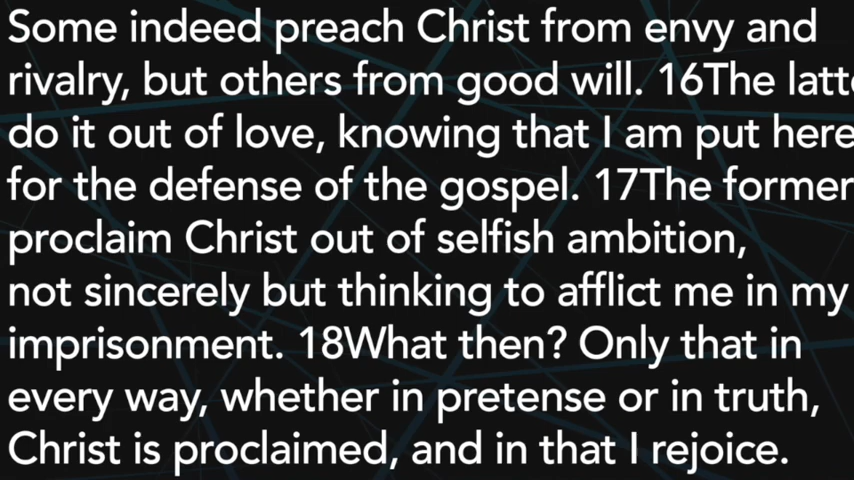 Some indeed preach Christ from envy and
rivalry, but others from good will. 16The latte
do it out of love, knowing that I am put here
for the defense of the gospel. 17The former
proclaim Christ out of selfish ambition,
not sincerely but thinking to afflict me in my
imprisonment. 18What then? Only that in
every way, whether in pretense or in truth,
Christ is proclaimed, and in that I rejoice.